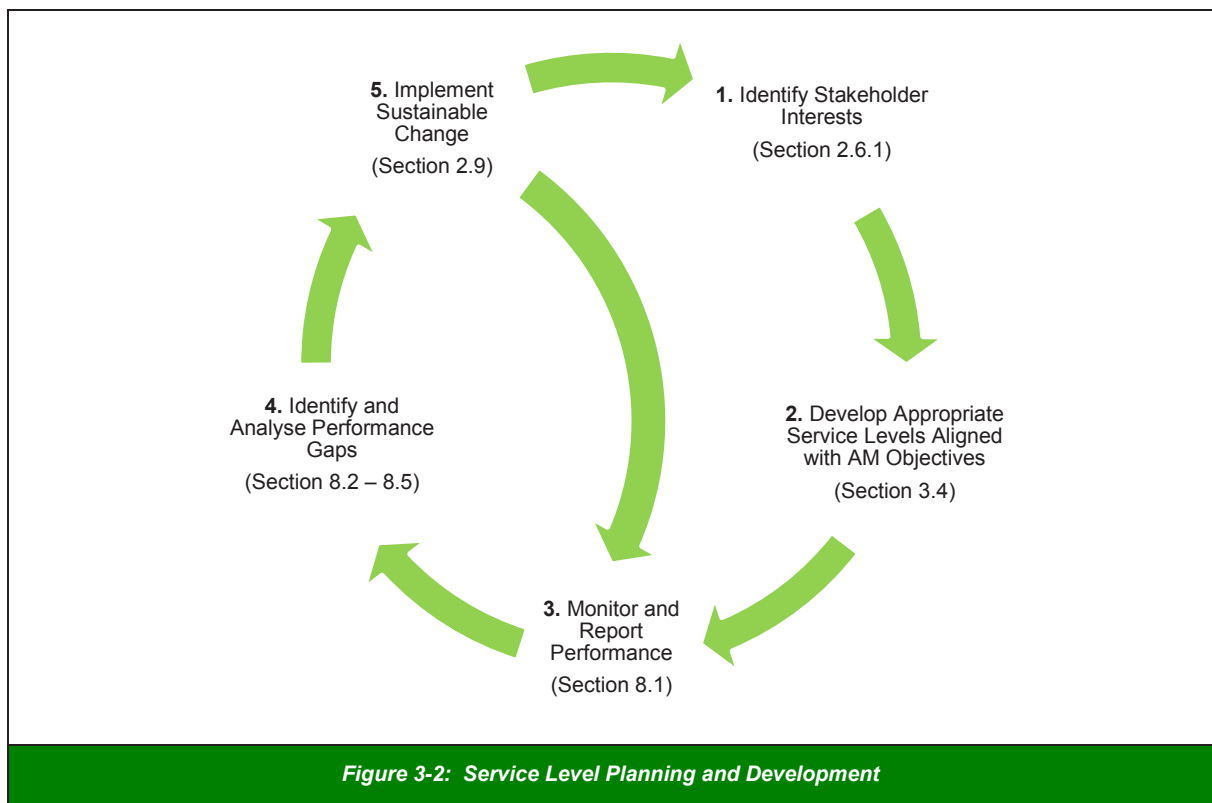 1. Identify Stakeholder
Interests
(Section 2.6.1)
2. Develop Appropriate
Service Levels Aligned
with AM Objectives
(Section 3.4)
3. Monitor and
Report
Performance
(Section 8.1)
4. Identify and
Analyse Performance
Gaps
(Section 8.2 – 8.5)
5. Implement
Sustainable
Change
(Section 2.9)
Figure 3-2: Service Level Planning and Development